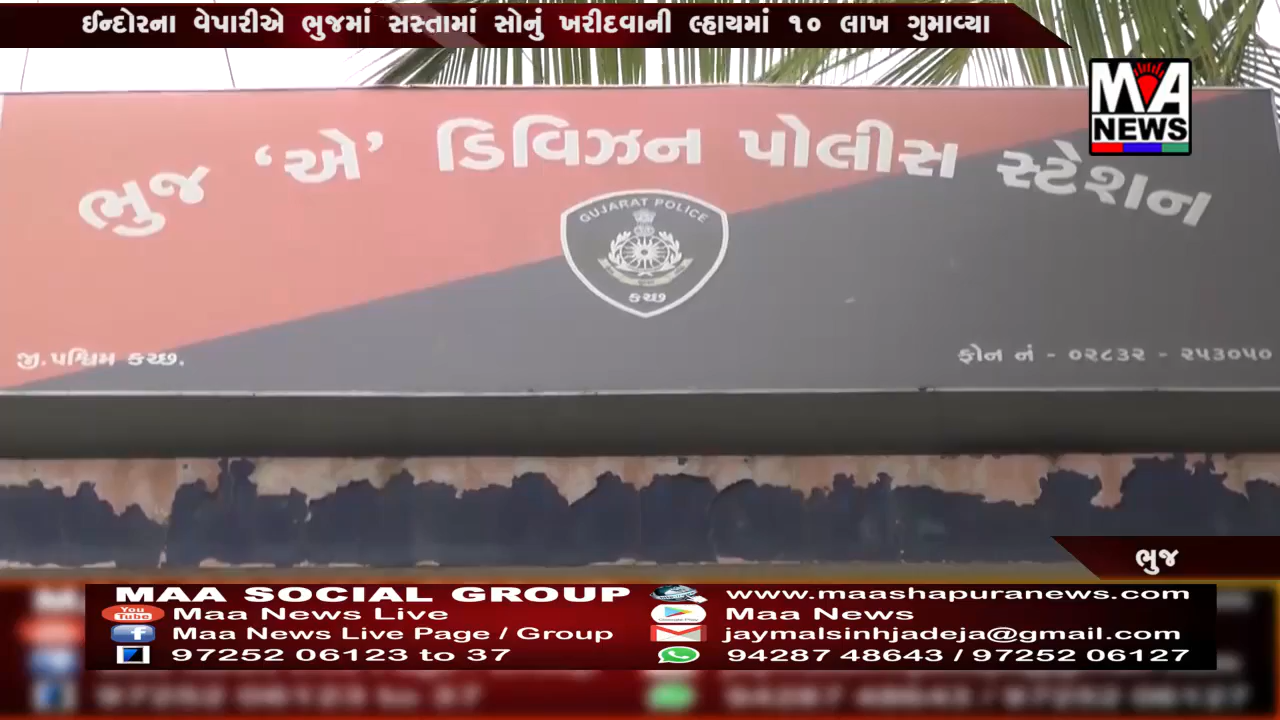 ઈન્દોરના વેપારીએ ભુજમાં સસ્તામાં સોનું ખરીદવાની લ્હાયમાં ૧૦ લાખ ગુમાવ્યા
MAA
NEWS
ભુજ ‘એ’ ડિવિઝન પોલીસ સ્ટેશન
GUJARAT POLICE
કચ્છ
જી.પશ્ચિમ કચ્છ.
ફોન નં - ૦૨૮૩૨ - ૨૫૩૦૫૦
ભુજ
MAA SOCIAL GROUP
www.maashapuranews.com
You Tube Maa News Live
Maa News
Maa News Live Page / Group
jaymalsinhjadeja@gmail.com
97252 06123 to 37
94287 48643 / 97252 06127